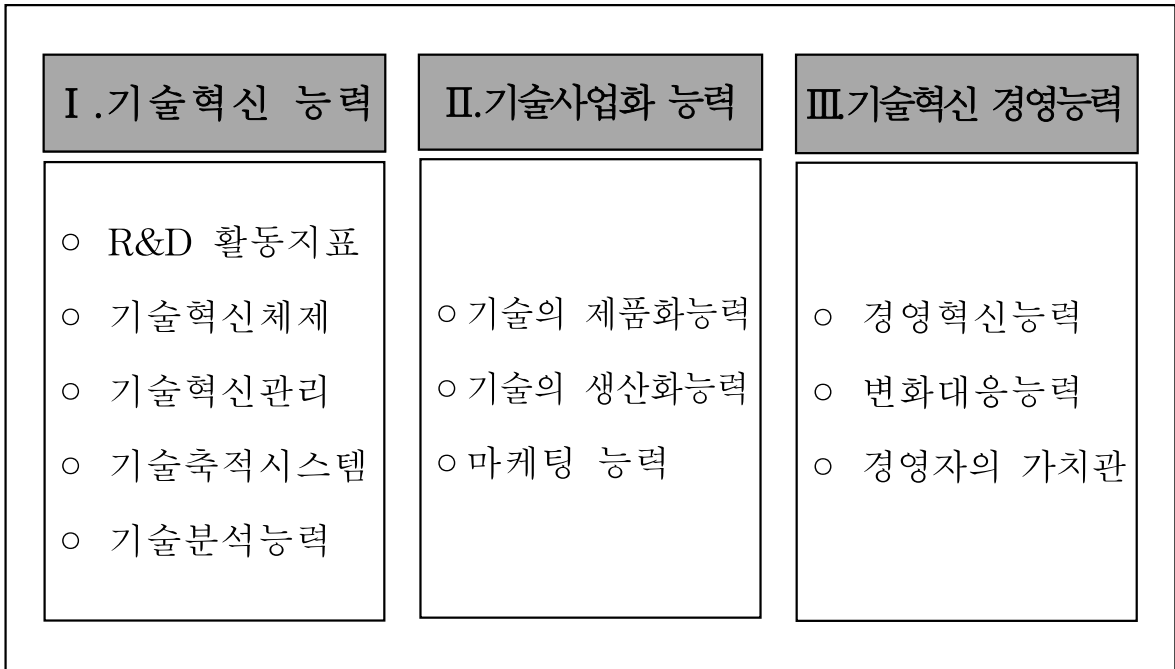 Ⅰ.기술혁신 능력
○ R&D 활동지표
○ 기술혁신체제
○ 기술혁신관리
○ 기술축적시스템
○ 기술분석능력
Ⅱ.기술사업화 능력
○ 기술의 제품화능력
○ 기술의 생산화능력
○ 마케팅 능력
Ⅲ.기술혁신 경영능력
○ 경영혁신능력
○ 변화대응능력
○ 경영자의 가치관